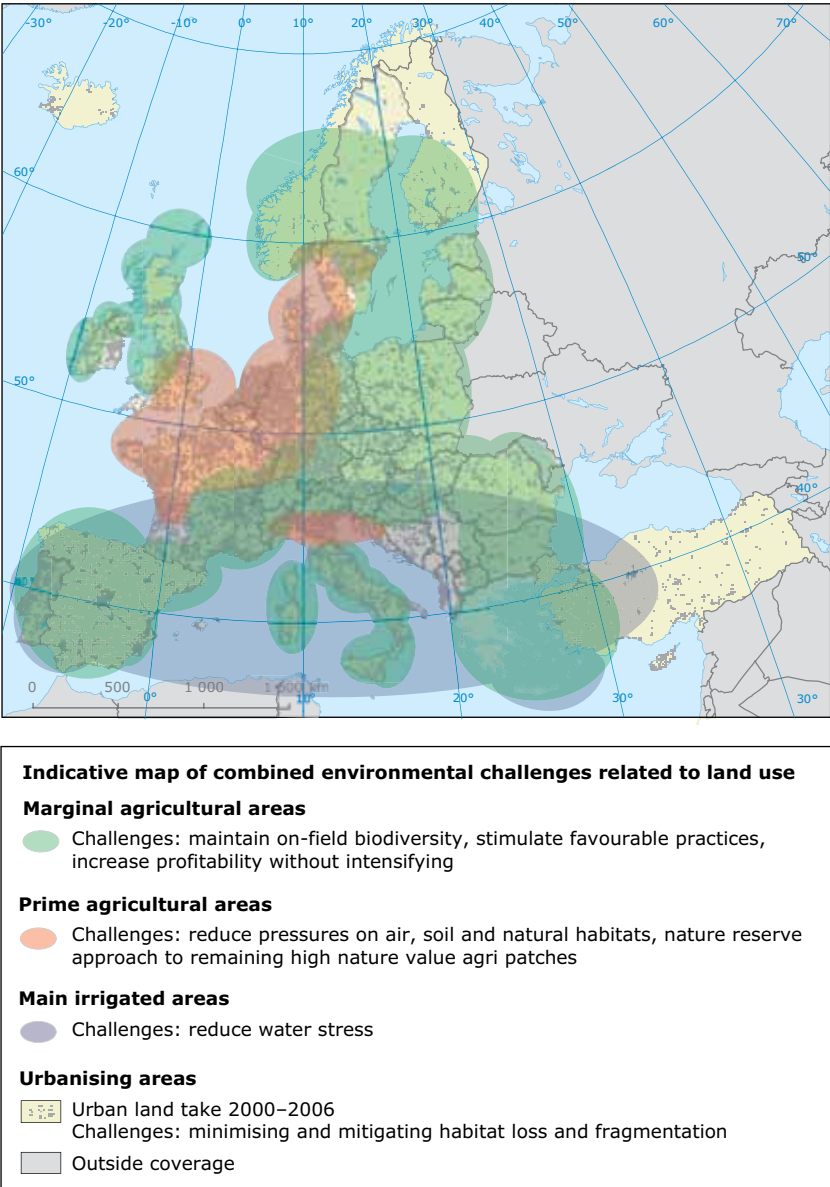 -30° -20° -10° 0° 10° 20° 30° 40° 50° 60° 70°
60°
50°
50°
40°
40°
0 500 1 000 1 500 km
0° 10° 20° 30° 30°
Indicative map of combined environmental challenges related to land use
Marginal agricultural areas
Challenges: maintain on-field biodiversity, stimulate favourable practices,
increase profitability without intensifying
Prime agricultural areas
Challenges: reduce pressures on air, soil and natural habitats, nature reserve
approach to remaining high nature value agri patches
Main irrigated areas
Challenges: reduce water stress
Urbanising areas
Urban land take 2000–2006
Challenges: minimising and mitigating habitat loss and fragmentation
Outside coverage